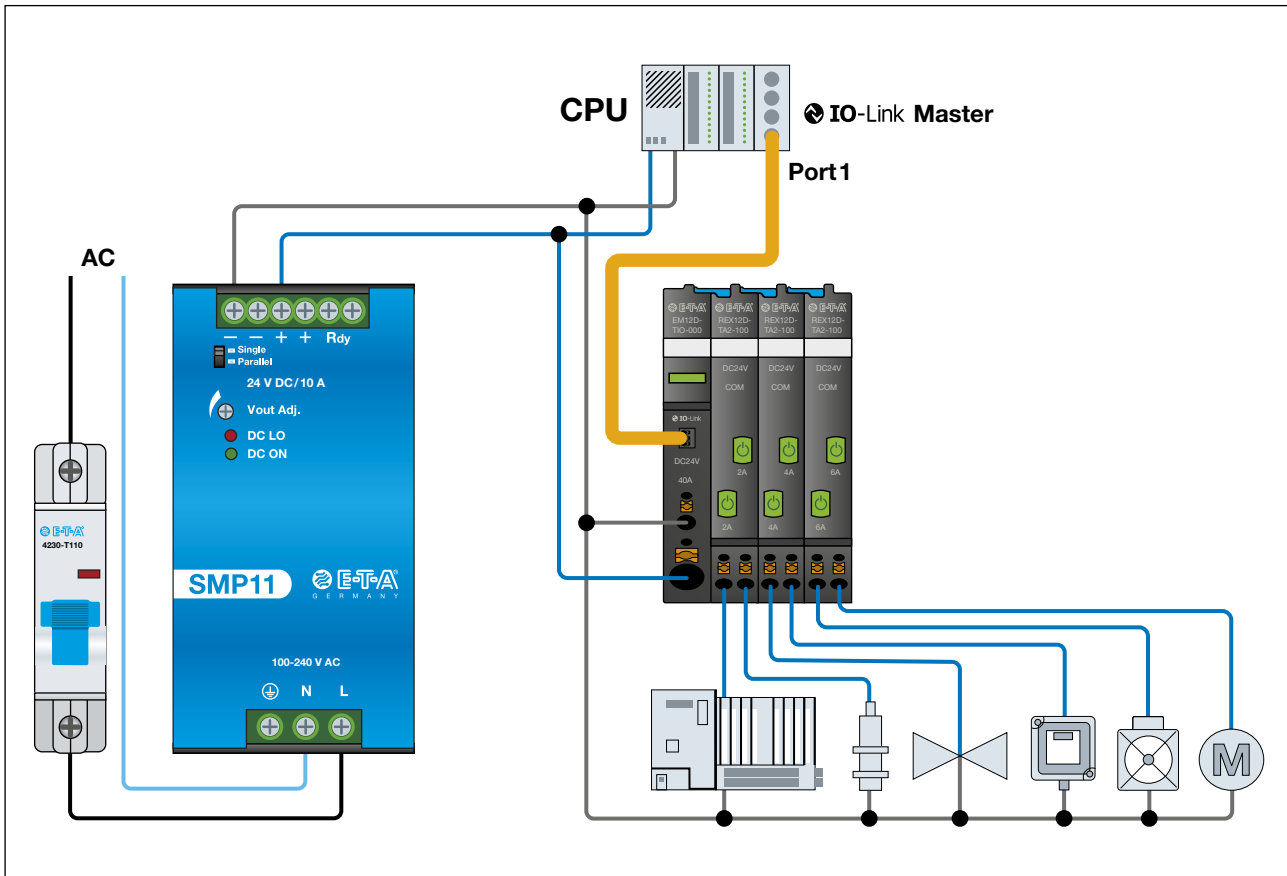 CPU
IO-Link Master
Port 1
AC
– – + + Rdy
Single
Parallel
24 V DC/10 A
Vout Adj.
DC LO
DC ON
E-T-A
4230-T110
SMP11
E-T-A
GERMANY
100-240 V AC
N L
E-T-A
EM12D-
TIO-000
IO-Link
DC24V
40A
E-T-A
REX12D-
TA2-100
DC24V
COM
2A
2A
E-T-A
REX12D-
TA2-100
DC24V
COM
4A
4A
E-T-A
REX12D-
TA2-100
DC24V
COM
6A
6A
M